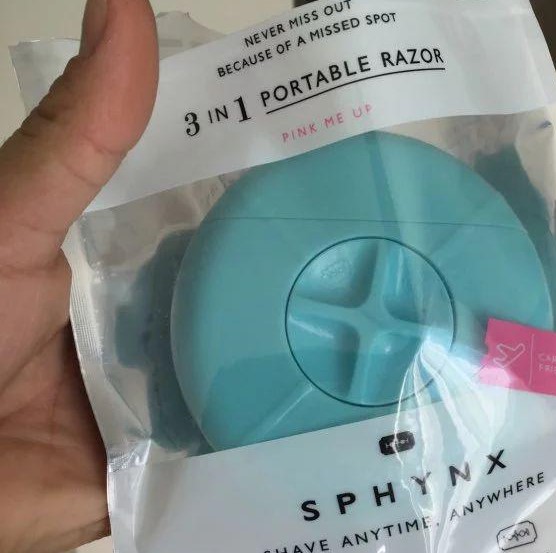 NEVER MISS OUT
BECAUSE OF A MISSED SPOT
3 IN 1 PORTABLE RAZOR
PINK ME UP
SPHYNX
SHAVE ANYTIME, ANYWHERE